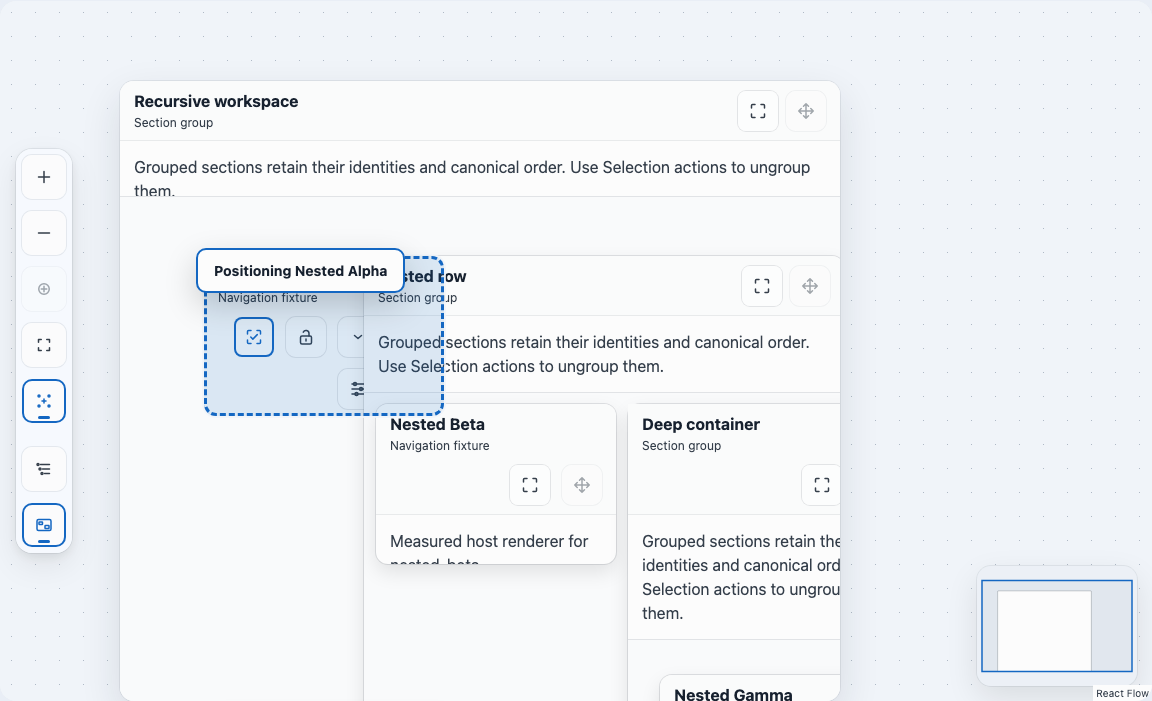 Recursive workspace
Section group
Grouped sections retain their identities and canonical order. Use Selection actions to ungroup
them.
Positioning Nested Alpha
Navigation fixture
row
Section group
Grouped sections retain their identities and canonical order.
Use Selection actions to ungroup them.
Nested Beta
Navigation fixture
Measured host renderer for
nested-beta
Deep container
Section group
Grouped sections retain the
identities and canonical ord
Selection actions to ungrou
them.
Nested Gamma
React Flow